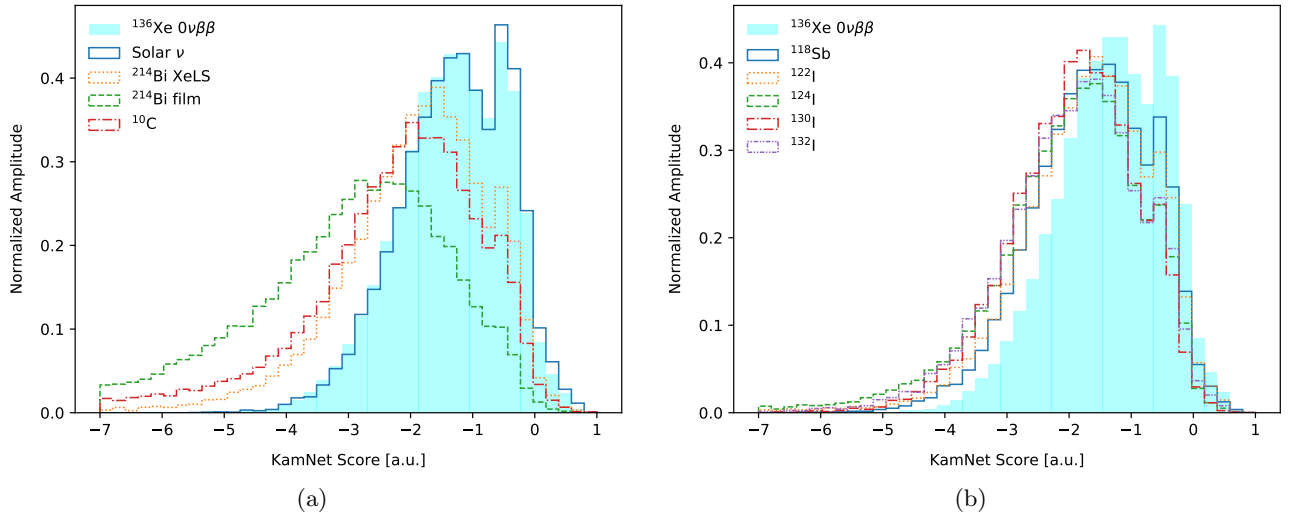 ¹³⁶Xe 0νββ
Solar ν
²¹⁴Bi XeLS
²¹⁴Bi film
¹⁰C
Normalized Amplitude
0.4
0.3
0.2
0.1
0.0
−7 −6 −5 −4 −3 −2 −1 0 1
KamNet Score [a.u.]
(a)
¹³⁶Xe 0νββ
¹¹⁸Sb
¹²²I
¹²⁴I
¹³⁰I
¹³²I
Normalized Amplitude
0.4
0.3
0.2
0.1
0.0
−7 −6 −5 −4 −3 −2 −1 0 1
KamNet Score [a.u.]
(b)